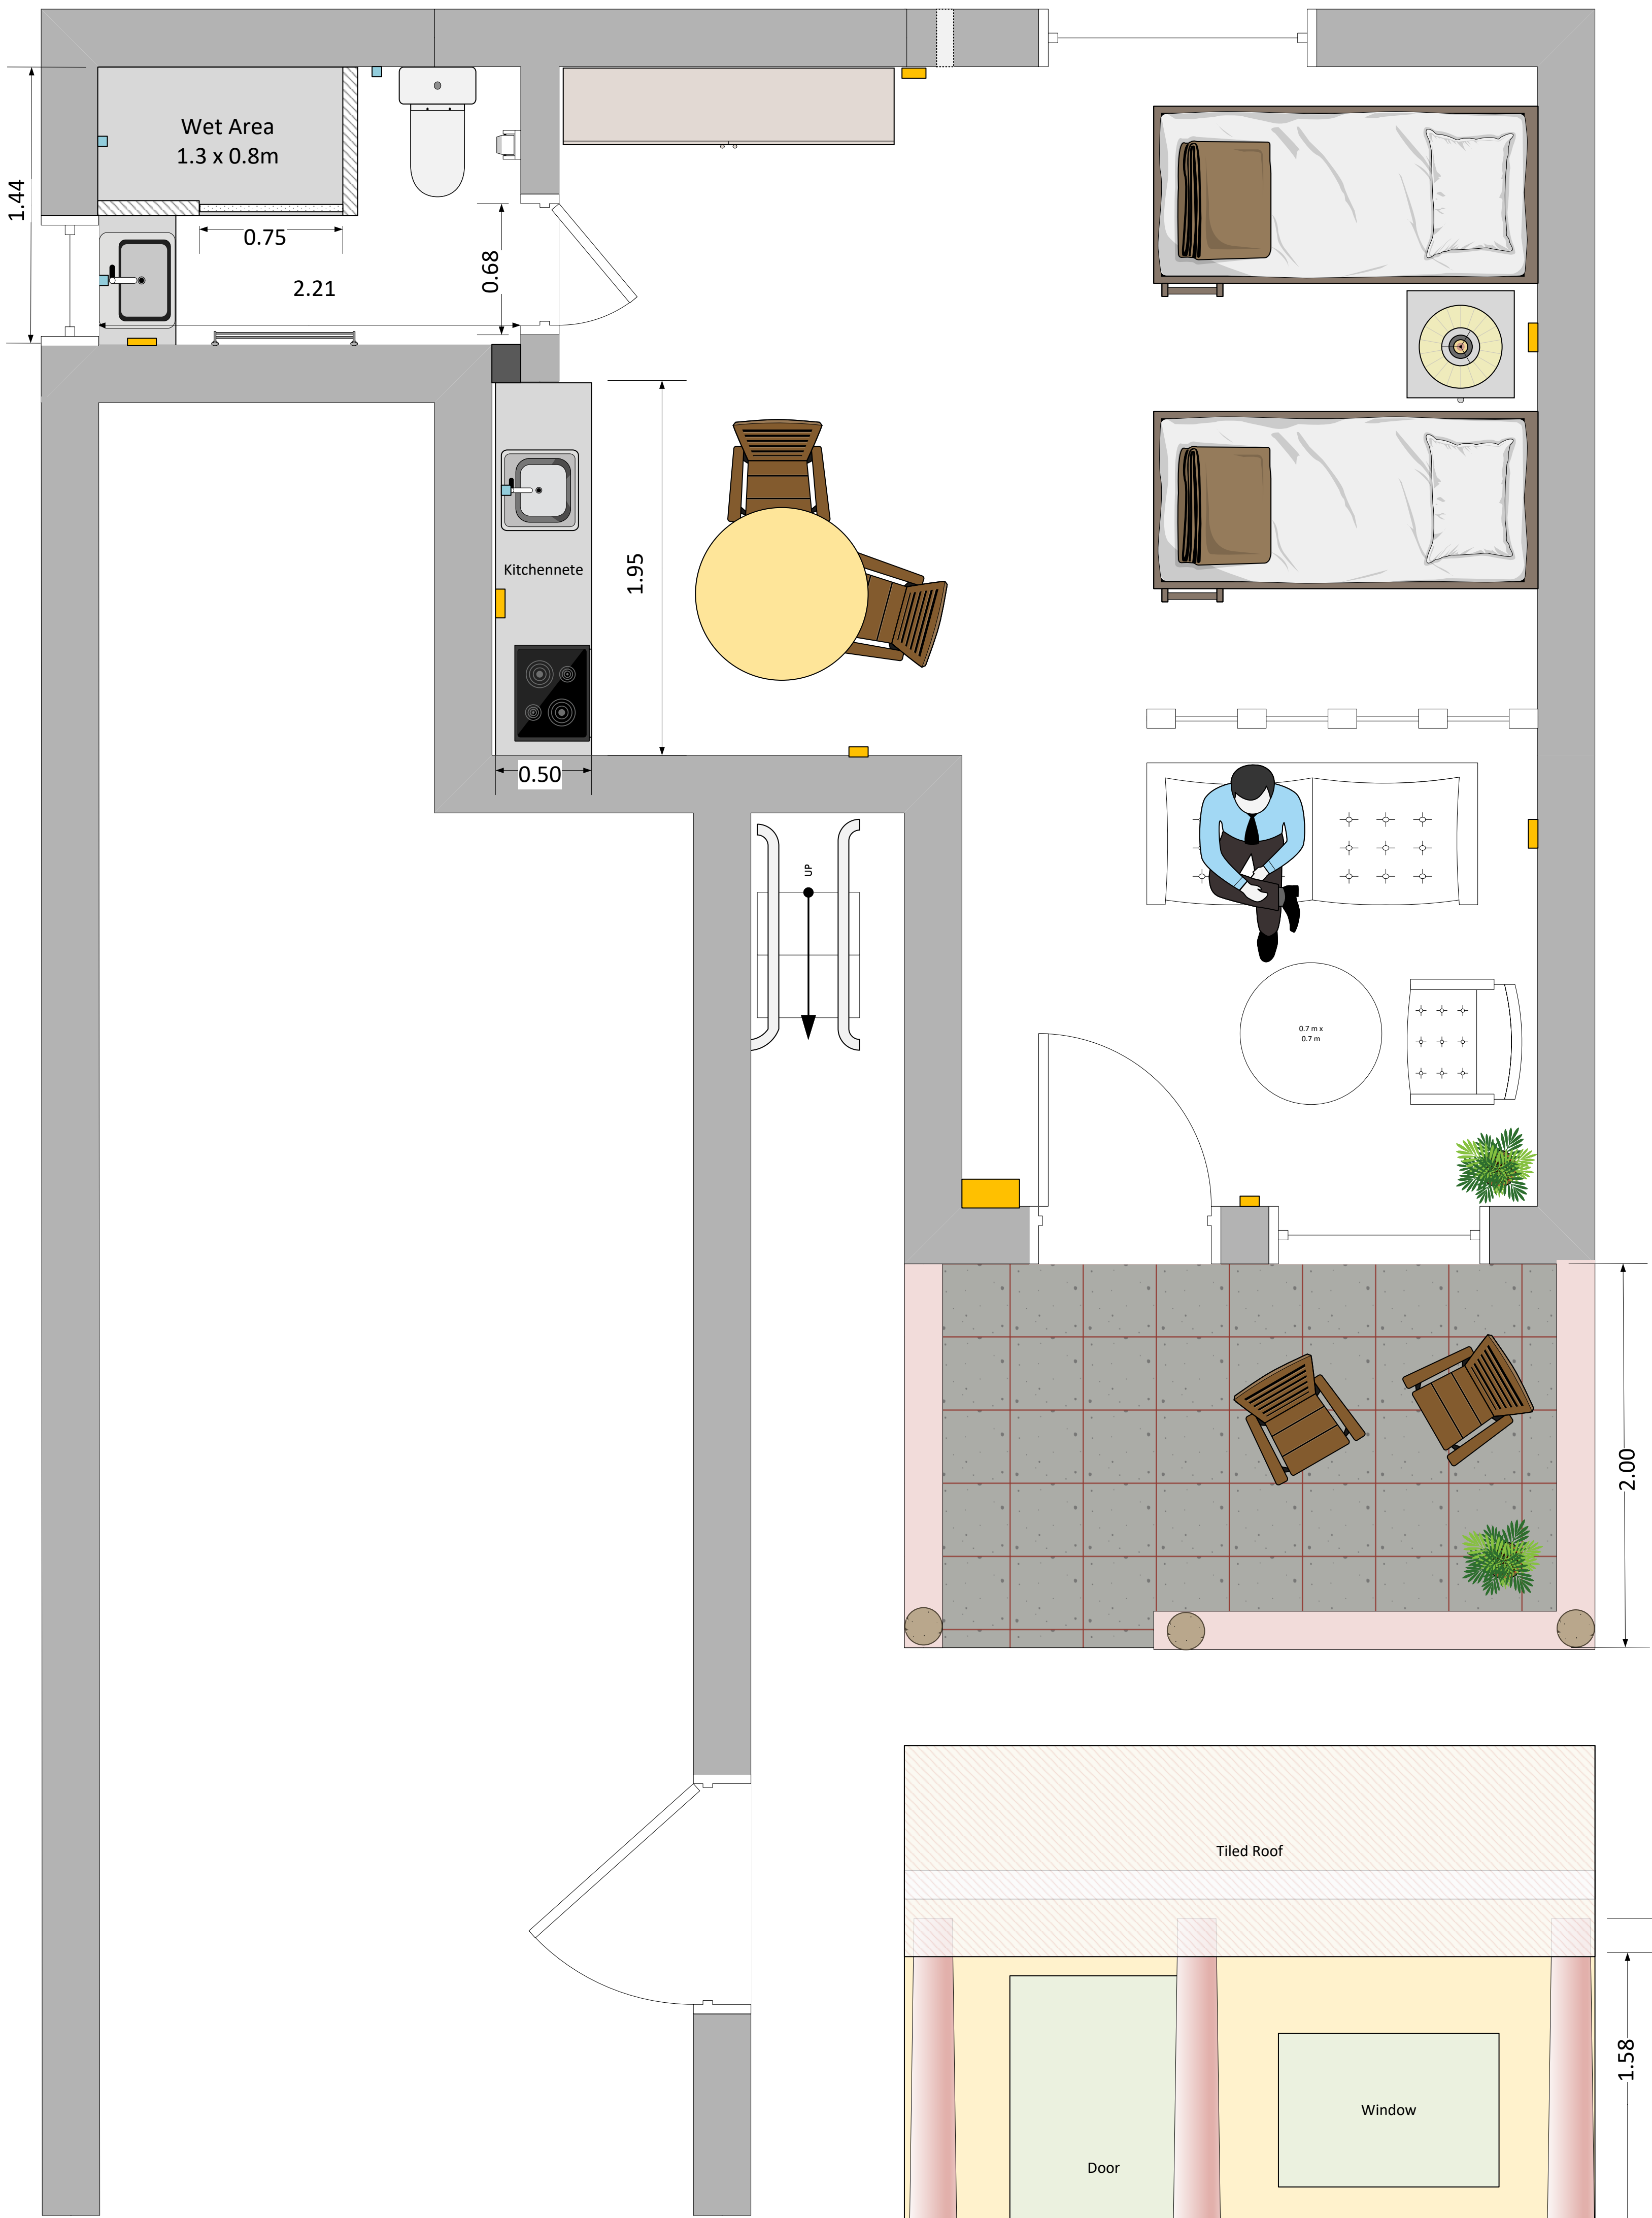 Wet Area
1.3 x 0.8m
1.44
0.75
0.68
2.21
Kitchennete
1.95
0.50
UP
0.7 m x
0.7 m
2.00
Tiled Roof
1.58
Window
Door